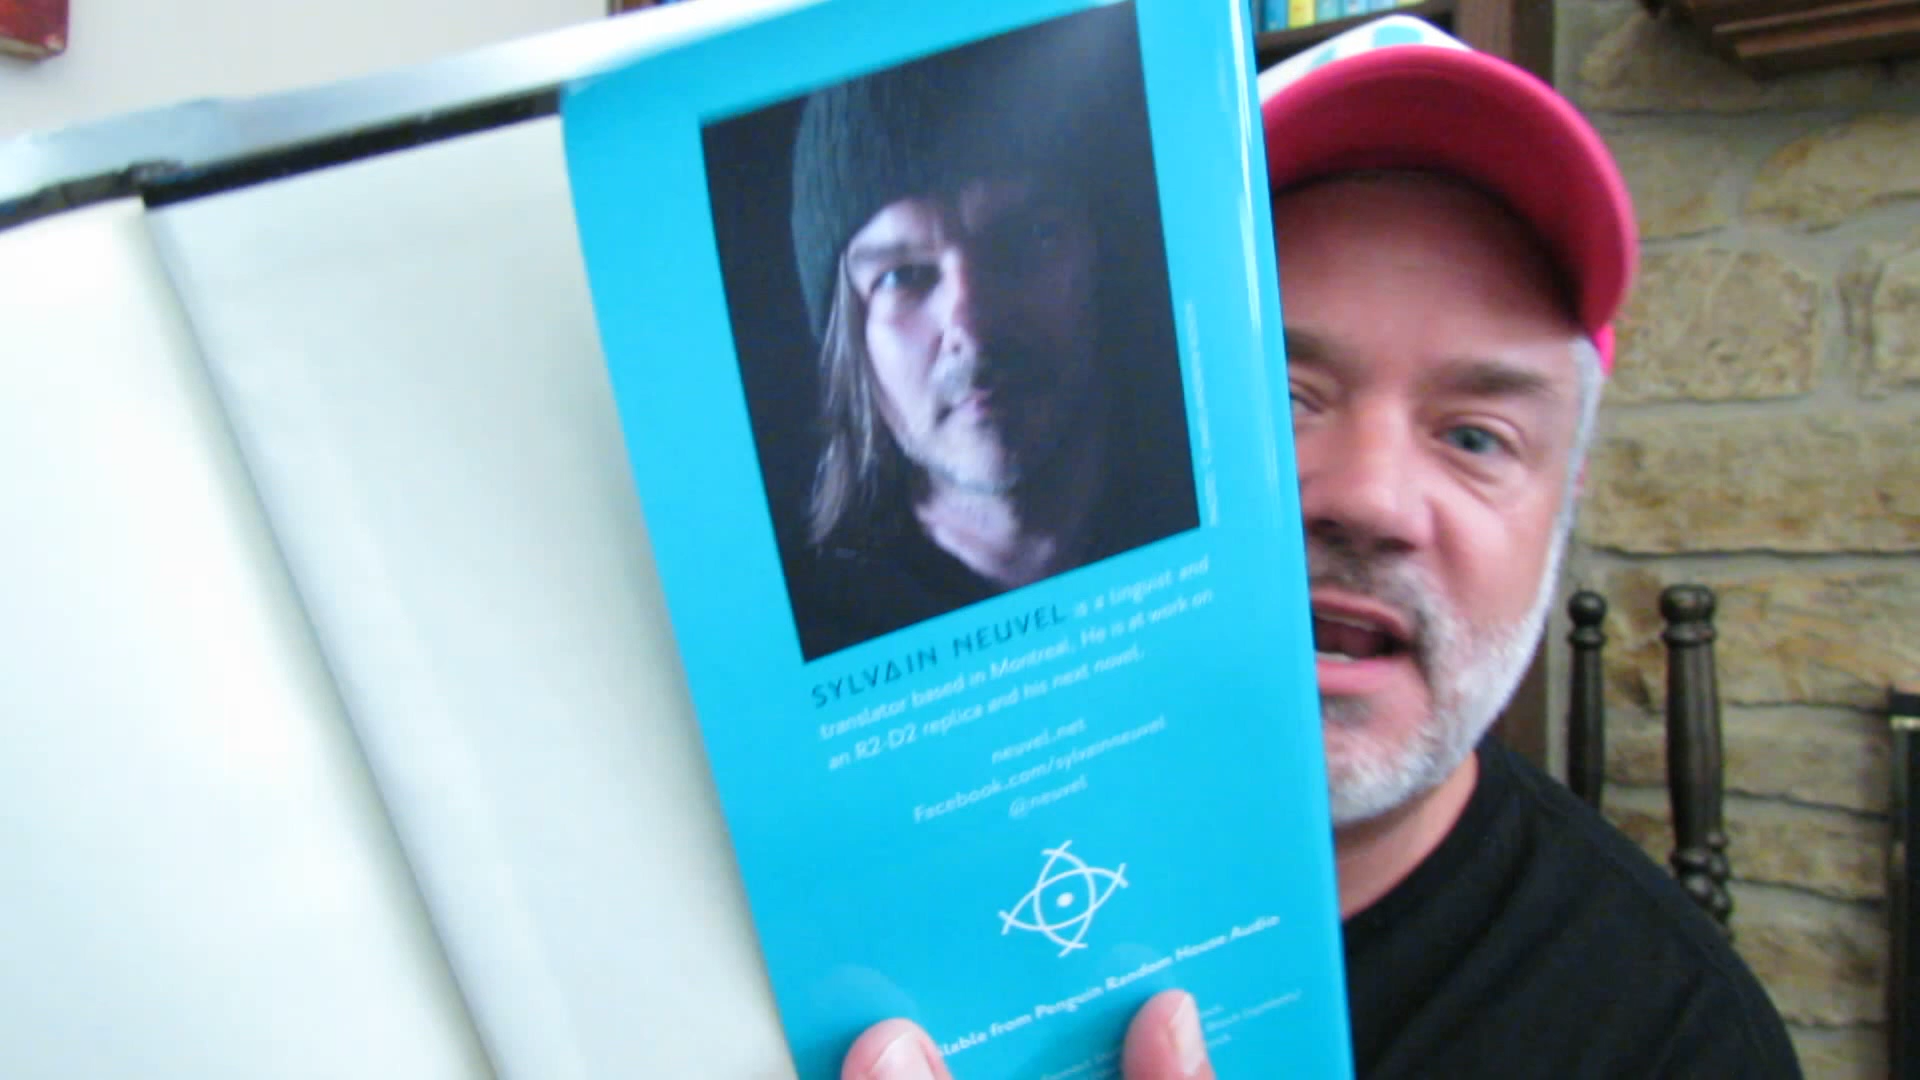 SYLVAIN NEUVEL is a linguist and
translator based in Montreal. He is at work on
an R2-D2 replica and his next novel.
neuvel.net
Facebook.com/sylvainneuvel
@neuvel
from Penguin Random House Audio